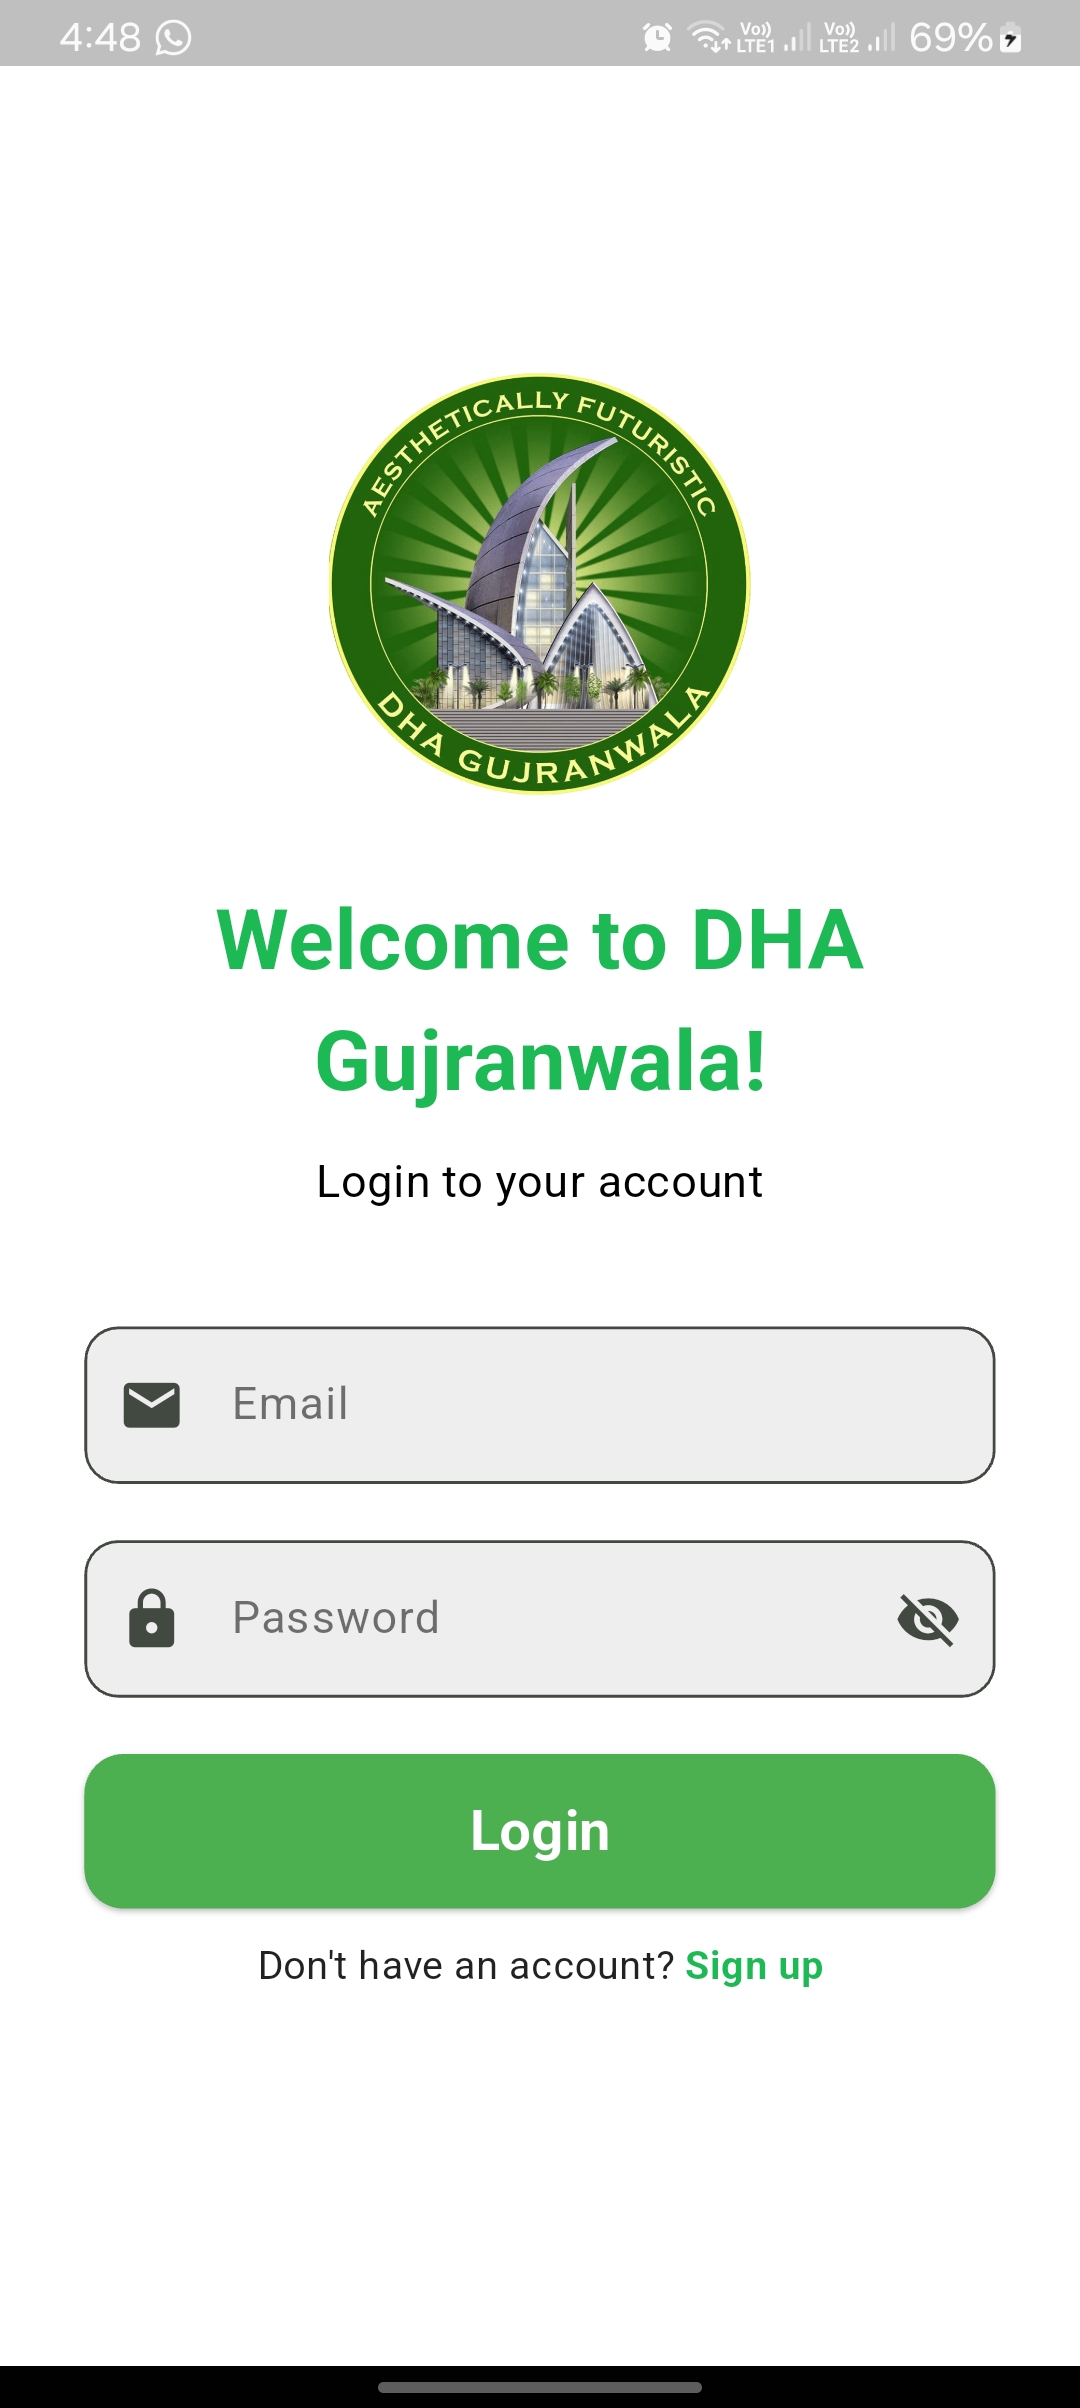 4:48
Vo)) LTE1 Vo)) LTE2 69%
AESTHETICALLY FUTURISTIC
DHA GUJRANWALA
Welcome to DHA
Gujranwala!
Login to your account
Email
Password
Login
Don't have an account? Sign up